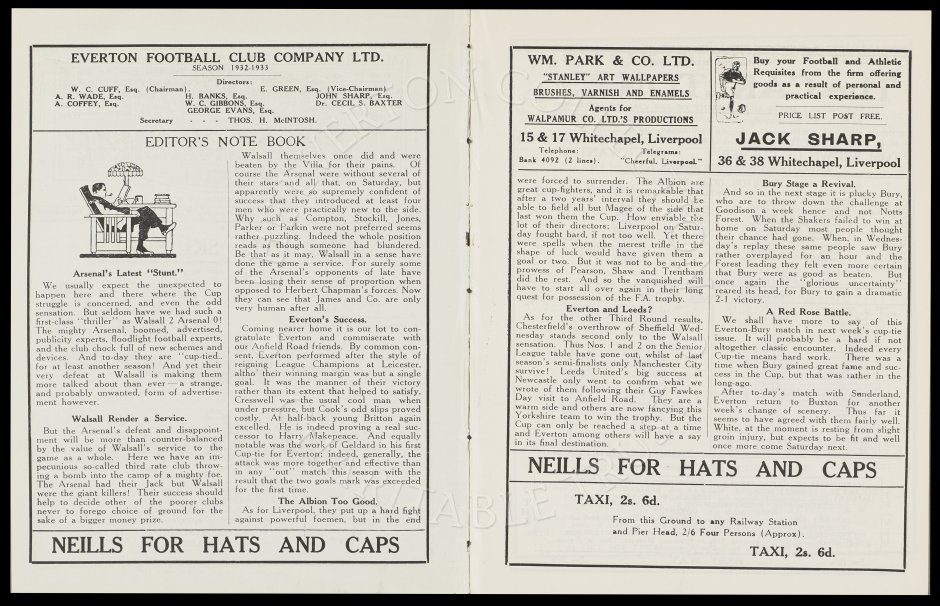 EVERTON FOOTBALL CLUB COMPANY LTD.
SEASON 1932-1933
Directors:
W. C. CUFF, Esq. (Chairman). E. GREEN, Esq. (Vice-Chairman)
A. R. WADE, Esq. H. BANKS, Esq. JOHN SHARP, Esq.
A. COFFEY, Esq. W. C. GIBBONS, Esq. Dr. CECIL S. BAXTER
GEORGE EVANS, Esq.
Secretary - - - THOS. H. McINTOSH.
EDITOR'S NOTE BOOK
Arsenal's Latest "Stunt."
We usually expect the unexpected to
happen here and there where the Cup
struggle is concerned, and even the odd
sensation. But seldom have we had such a
first-class "thriller" as Walsall 2 Arsenal 0!
The mighty Arsenal, boomed, advertised,
publicity experts, floodlight football experts,
and the club chock full of new schemes and
devices. And to-day they are "cup-tied..
for at least another season! And yet their
very defeat at Walsall is making them
more talked about than ever—a strange,
and probably unwanted, form of advertise-
ment however.
Walsall Render a Service.
But the Arsenal's defeat and disappoint-
ment will be more than counter-balanced
by the value of Walsall's service to the
game as a whole. Here we have an im-
pecunious so-called third rate club throw-
ing a bomb into the camp of a mighty foe.
The Arsenal had their Jack but Walsall
were the giant killers! Their success should
help to decide other of the poorer clubs
never to forego choice of ground for the
sake of a bigger money prize.
Walsall themselves once did and were
beaten by the Villa for their pains. Of
course the Arsenal were without several of
their stars and all that, on Saturday, but
apparently were so supremely confident of
success that they introduced at least four
men who were practically new to the side.
Why such as Compton, Stockill, Jones,
Parker or Parkin were not preferred seems
rather puzzling. Indeed the whole position
reads as though someone had blundered.
Be that as it may, Walsall in a sense have
done the game a service. For surely some
of the Arsenal's opponents of late have
been losing their sense of proportion when
opposed to Herbert Chapman's forces. Now
they can see that James and Co. are only
very human after all.
Everton's Success.
Coming nearer home it is our lot to con-
gratulate Everton and commiserate with
our Anfield Road friends. By common con-
sent, Everton performed after the style of
reigning League Champions at Leicester,
altho' their winning margin was but a single
goal. It was the manner of their victory
rather than its extent that helped to satisfy.
Cresswell was the usual cool man when
under pressure, but Cook's odd slips proved
costly. At half-back young Britton again
excelled. He is indeed proving a real suc-
cessor to Harry Makepeace. And equally
notable was the work of Geldard in his first
Cup-tie for Everton; indeed, generally, the
attack was more together and effective than
in any "out" match this season with the
result that the two goals mark was exceeded
for the first time.
The Albion Too Good.
As for Liverpool, they put up a hard fight
against powerful foemen, but in the end
NEILLS FOR HATS AND CAPS
WM. PARK & CO. LTD.
"STANLEY" ART WALLPAPERS
BRUSHES, VARNISH AND ENAMELS
Agents for
WALPAMUR CO. LTD.'S PRODUCTIONS
15 & 17 Whitechapel, Liverpool
Telephone: Telegrams:
Bank 4092 (2 lines). "Cheerful, Liverpool."
Buy your Football and Athletic
Requisites from the firm offering
goods as a result of personal and
practical experience.
PRICE LIST POST FREE.
JACK SHARP,
36 & 38 Whitechapel, Liverpool
were forced to surrender. The Albion are
great cup-fighters, and it is remarkable that
after a two years' interval they should be
able to field all but Magee of the side that
last won them the Cup. How enviable the
lot of their directors; Liverpool on Satur-
day fought hard, if not too well. Yet there
were spells when the merest trifle in the
shape of luck would have given them a
goal or two. But it was not to be and the
prowess of Pearson, Shaw and Trentham
did the rest. And so the vanquished will
have to start all over again in their long
quest for possession of the F.A. trophy.
Everton and Leeds?
As for the other Third Round results,
Chesterfield's overthrow of Sheffield Wed-
nesday stands second only to the Walsall
sensation. Thus Nos. 1 and 2 on the Senior
League table have gone out, whilst of last
season's semi-finalists only Manchester City
survive! Leeds United's big success at
Newcastle only went to confirm what we
wrote of them following their Guy Fawkes
Day visit to Anfield Road. They are a
warm side and others are now fancying this
Yorkshire team to win the trophy. But the
Cup can only be reached a step at a time
and Everton among others will have a say
in its final destination.
Bury Stage a Revival.
And so in the next stage it is plucky Bury,
who are to throw down the challenge at
Goodison a week hence and not Notts
Forest. When the Shakers failed to win at
home on Saturday most people thought
their chance had gone. When, in Wednes-
day's replay these same people saw Bury
rather overplayed for an hour and the
Forest leading they felt even more certain
that Bury were as good as beaten. But
once again the "glorious uncertainty"
reared its head, for Bury to gain a dramatic
2-1 victory.
A Red Rose Battle.
We shall have more to say of this
Everton-Bury match in next week's cup-tie
issue. It will probably be a hard if not
altogether classic encounter. Indeed every
Cup-tie means hard work. There was a
time when Bury gained great fame and suc-
cess in the Cup, but that was rather in the
long-ago.
After to-day's match with Sunderland,
Everton return to Buxton for another
week's change of scenery. Thus far it
seems to have agreed with them fairly well.
White, at the moment is resting from slight
groin injury, but expects to be fit and well
once more come Saturday next.
NEILLS FOR HATS AND CAPS
TAXI, 2s. 6d.
From this Ground to any Railway Station
and Pier Head, 2/6 Four Persons (Approx).
TAXI, 2s. 6d.